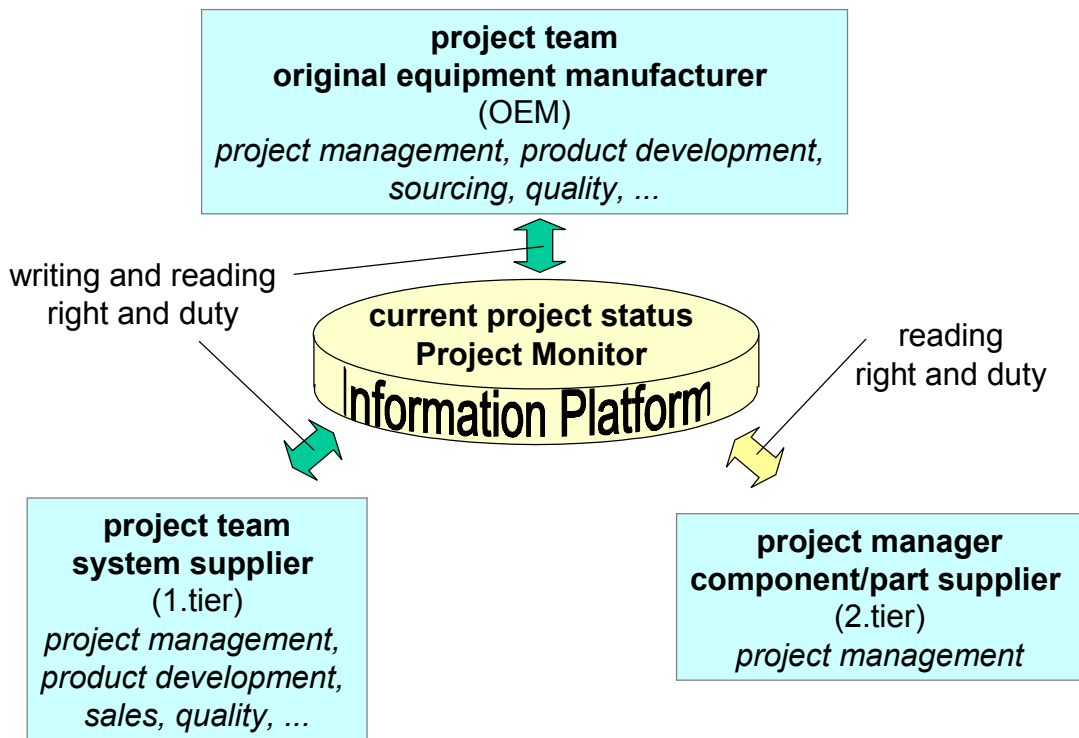 project team
original equipment manufacturer
(OEM)
project management, product development,
sourcing, quality, ...
writing and reading
right and duty
current project status
Project Monitor
Information Platform
reading
right and duty
project team
system supplier
(1.tier)
project management,
product development,
sales, quality, ...
project manager
component/part supplier
(2.tier)
project management